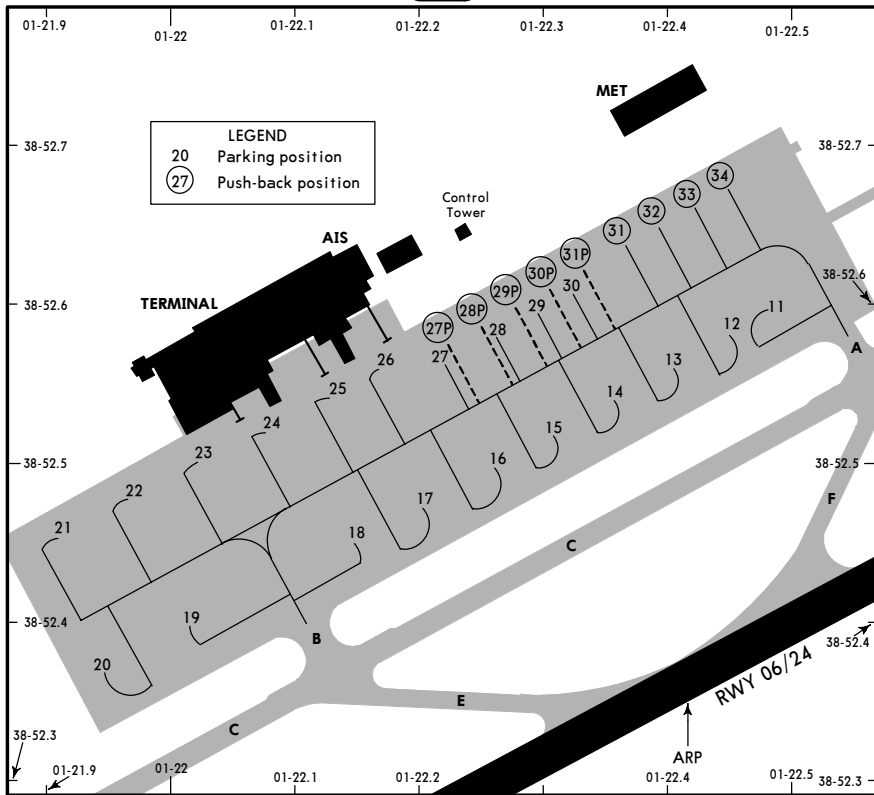 01-21.9
01-22
01-22.1
01-22.2
01-22.3
01-22.4
01-22.5
MET
LEGEND
20 Parking position
27 Push-back position
38-52.7
38-52.7
Control
Tower
34
33
32
31
31P
30P
29P
28P
27P
AIS
TERMINAL
38-52.6
38-52.6
30
29
28
27
26
25
24
23
22
21
11
12
13
14
15
16
17
18
19
20
A
38-52.5
38-52.5
F
C
38-52.4
38-52.4
B
RWY 06/24
E
C
ARP
38-52.3
01-21.9
01-22
01-22.1
01-22.2
01-22.4
01-22.5
38-52.3